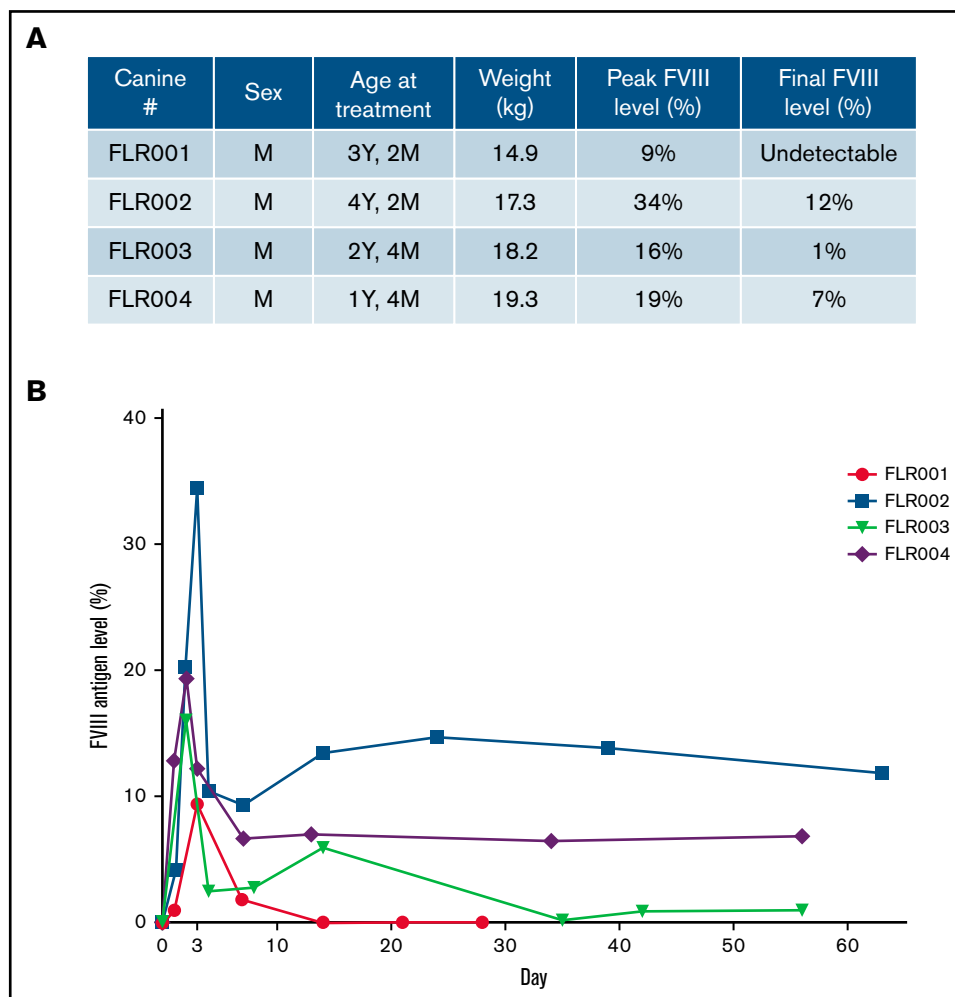 A
Canine # Sex Age at treatment Weight (kg) Peak FVIII level (%) Final FVIII level (%)
FLR001 M 3Y, 2M 14.9 9% Undetectable
FLR002 M 4Y, 2M 17.3 34% 12%
FLR003 M 2Y, 4M 18.2 16% 1%
FLR004 M 1Y, 4M 19.3 19% 7%
B
FVIII antigen level (%)
40
30
20
10
0
0 3 10 20 30 40 50 60
Day
FLR001
FLR002
FLR003
FLR004